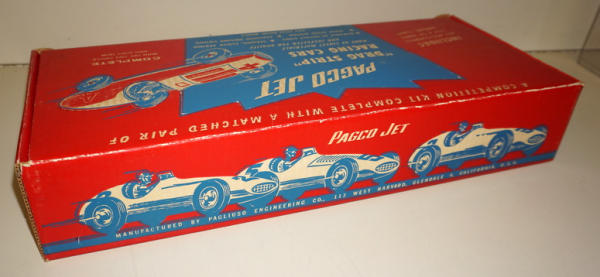 PAGCO JET
"DRAG STRIP"
RACING CARS
COMPLETE
A COMPETITION KIT COMPLETE WITH A MATCHED PAIR OF
PAGCO JET
MANUFACTURED BY PAGLIUSO ENGINEERING CO., 112 WEST HARVARD, GLENDALE 4, CALIFORNIA, U.S.A.